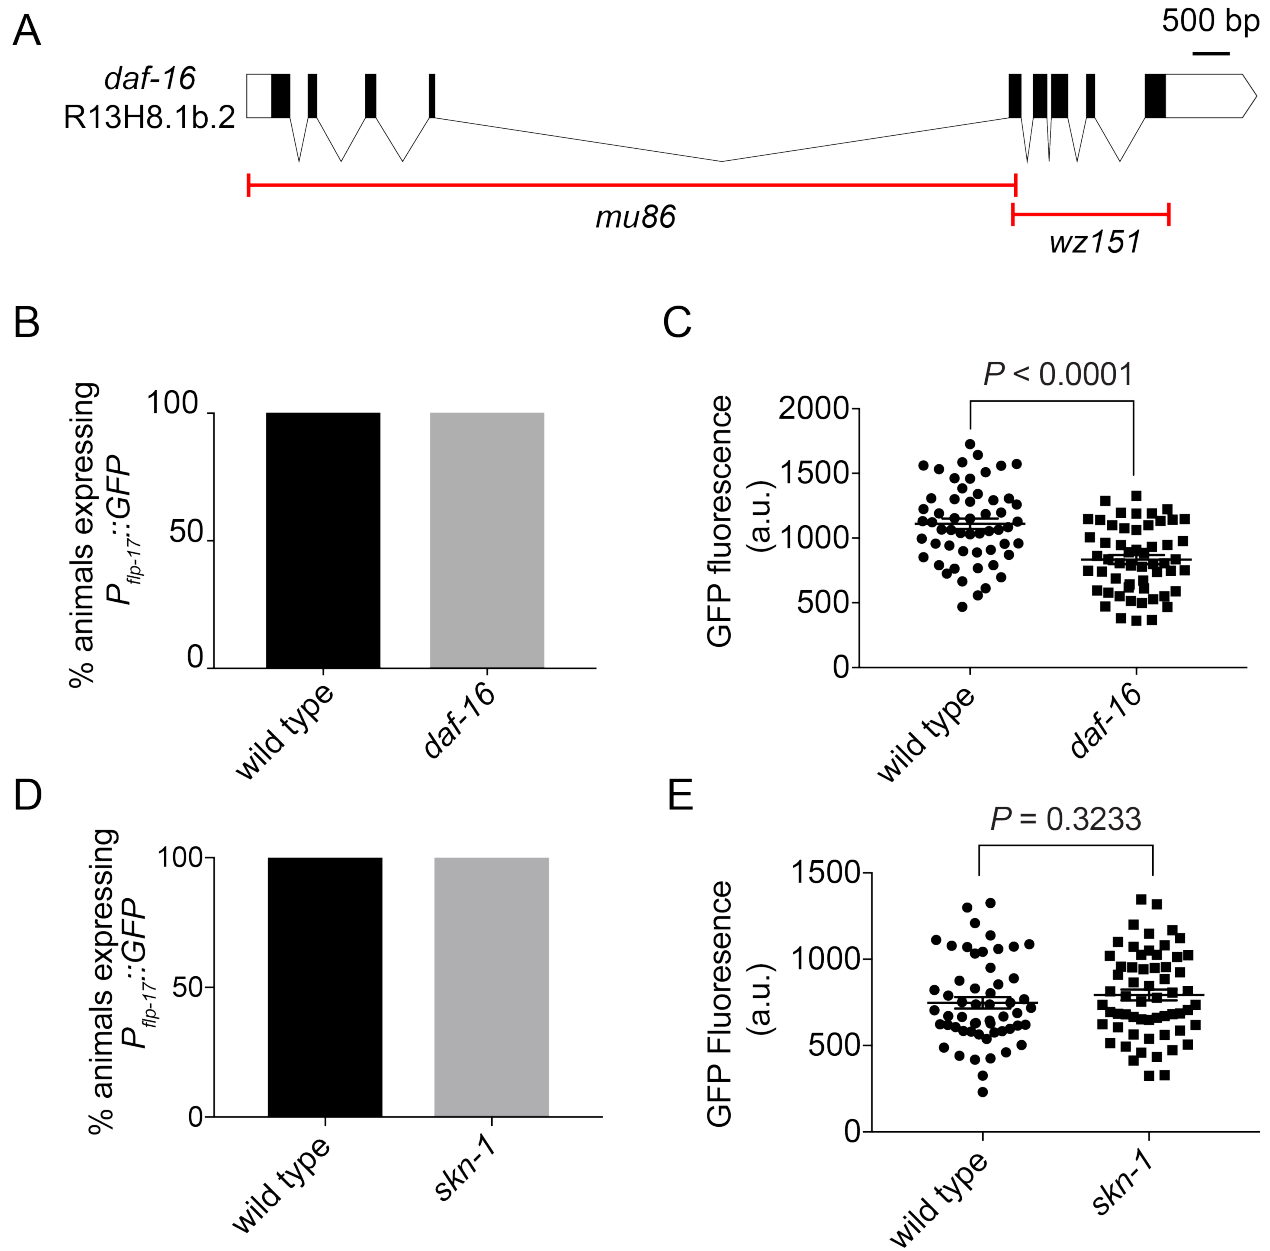 A
500 bp
daf-16
R13H8.1b.2
mu86
wz151
B
% animals expressing
Pflp-17::GFP
100
50
0
wild type
daf-16
C
P < 0.0001
GFP fluorescence
(a.u.)
2000
1500
1000
500
0
wild type
daf-16
D
% animals expressing
Pflp-17::GFP
100
50
0
wild type
skn-1
E
P = 0.3233
GFP Fluoresence
(a.u.)
1500
1000
500
0
wild type
skn-1